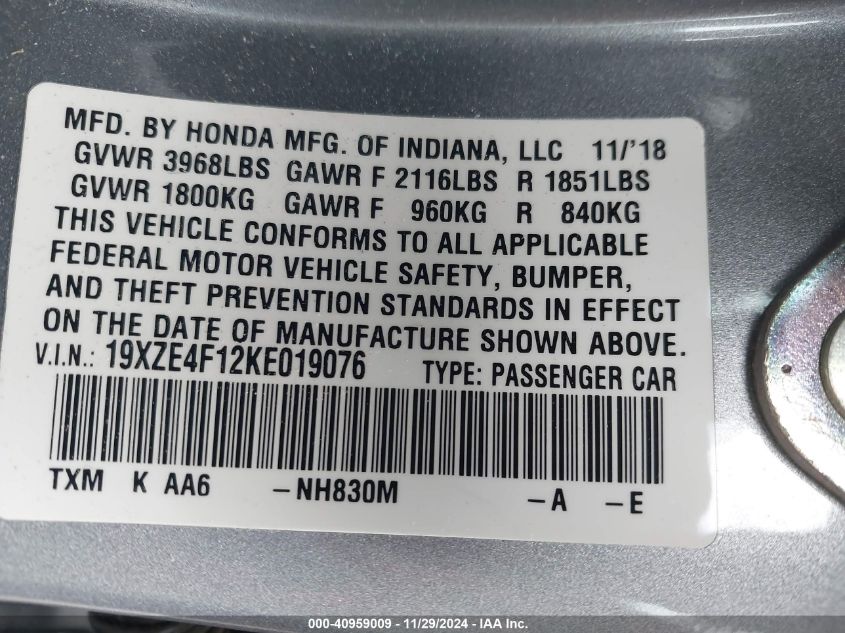 MFD. BY HONDA MFG. OF INDIANA, LLC 11/'18
GVWR 3968LBS GAWR F 2116LBS R 1851LBS
GVWR 1800KG GAWR F 960KG R 840KG
THIS VEHICLE CONFORMS TO ALL APPLICABLE
FEDERAL MOTOR VEHICLE SAFETY, BUMPER,
AND THEFT PREVENTION STANDARDS IN EFFECT
ON THE DATE OF MANUFACTURE SHOWN ABOVE.
V.I.N.: 19XZE4F12KE019076 TYPE: PASSENGER CAR
TXM K AA6 -NH830M -A -E
000-40959009 - 11/29/2024 - IAA Inc.